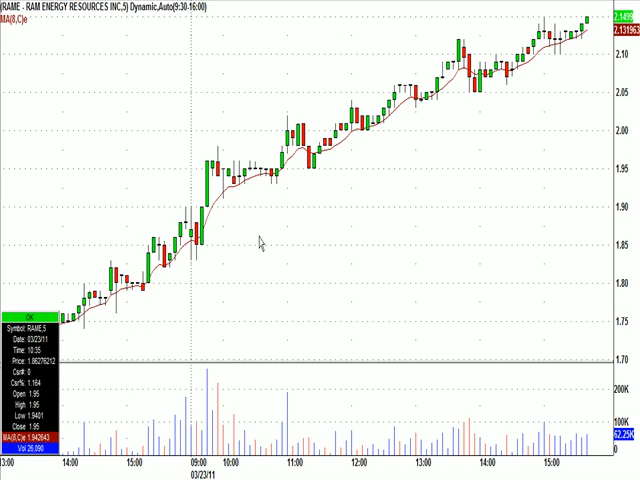 (RAME - RAM ENERGY RESOURCES INC,5) Dynamic,Auto(9:30-16:00)
MA(8,C)e
2.1499
2.131963
2.10
2.05
2.00
1.95
1.90
1.85
1.80
1.75
1.70
OK
Symbol: RAME,5
Date: 03/23/11
Time: 10:35
Price: 1.86276212
Csr#: 0
Csr%: 1.164
Open 1.95
High 1.95
Low 1.9401
Close 1.95
MA(8,C)e 1.942643
Vol 26,090
200K
100K
62.25K
0
13:00 14:00 15:00 09:00 10:00 11:00 12:00 13:00 14:00 15:00
03/23/11